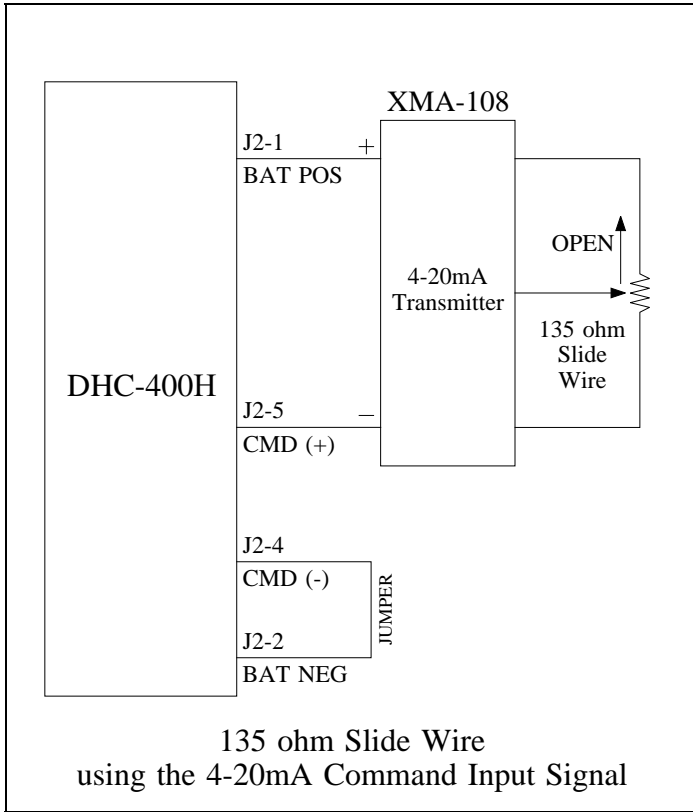 XMA-108
J2-1
+
BAT POS
OPEN
4-20mA
Transmitter
135 ohm
Slide
Wire
DHC-400H
J2-5
−
CMD (+)
J2-4
CMD (-)
JUMPER
J2-2
BAT NEG
135 ohm Slide Wire
using the 4-20mA Command Input Signal